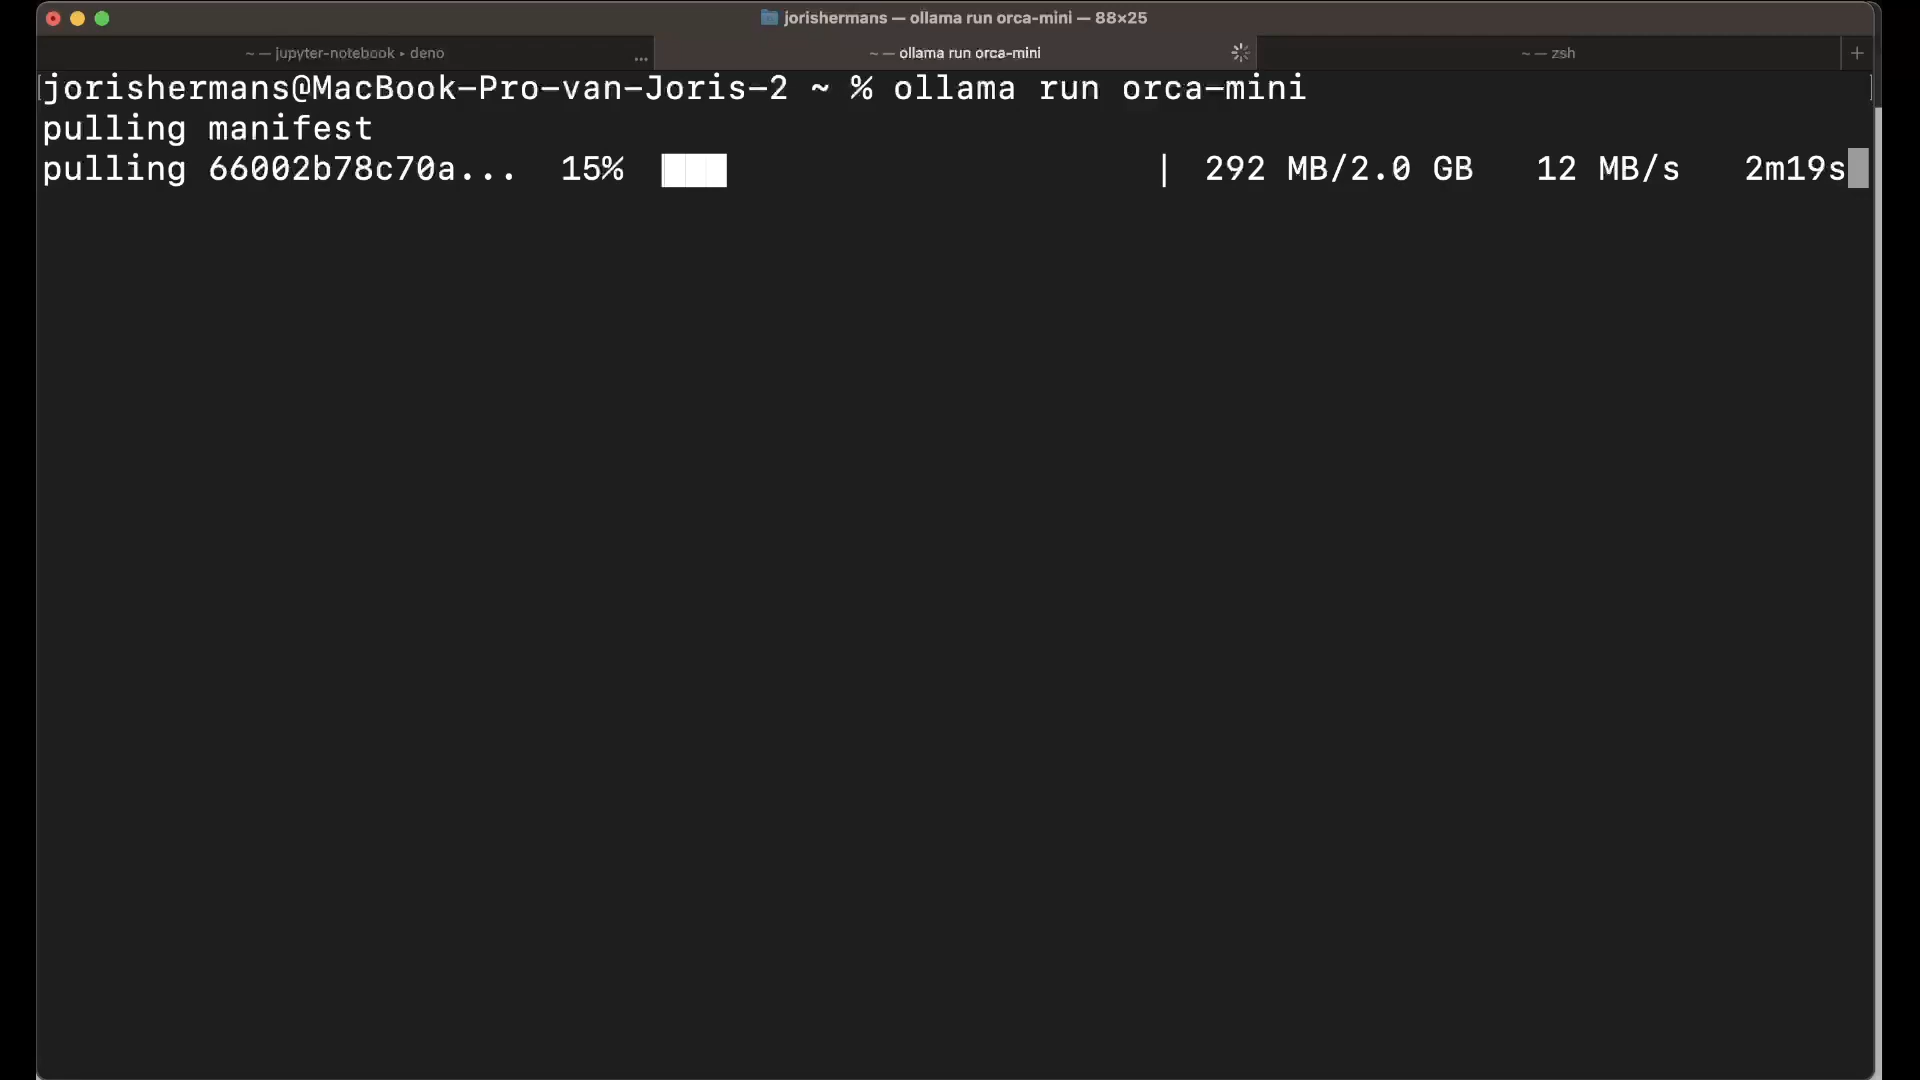 jorishermans — ollama run orca-mini — 88×25
~ — jupyter-notebook ▸ deno ...
~ — ollama run orca-mini
~ — zsh +
jorishermans@MacBook-Pro-van-Joris-2 ~ % ollama run orca-mini
pulling manifest
pulling 66002b78c70a... 15% | 292 MB/2.0 GB 12 MB/s 2m19s